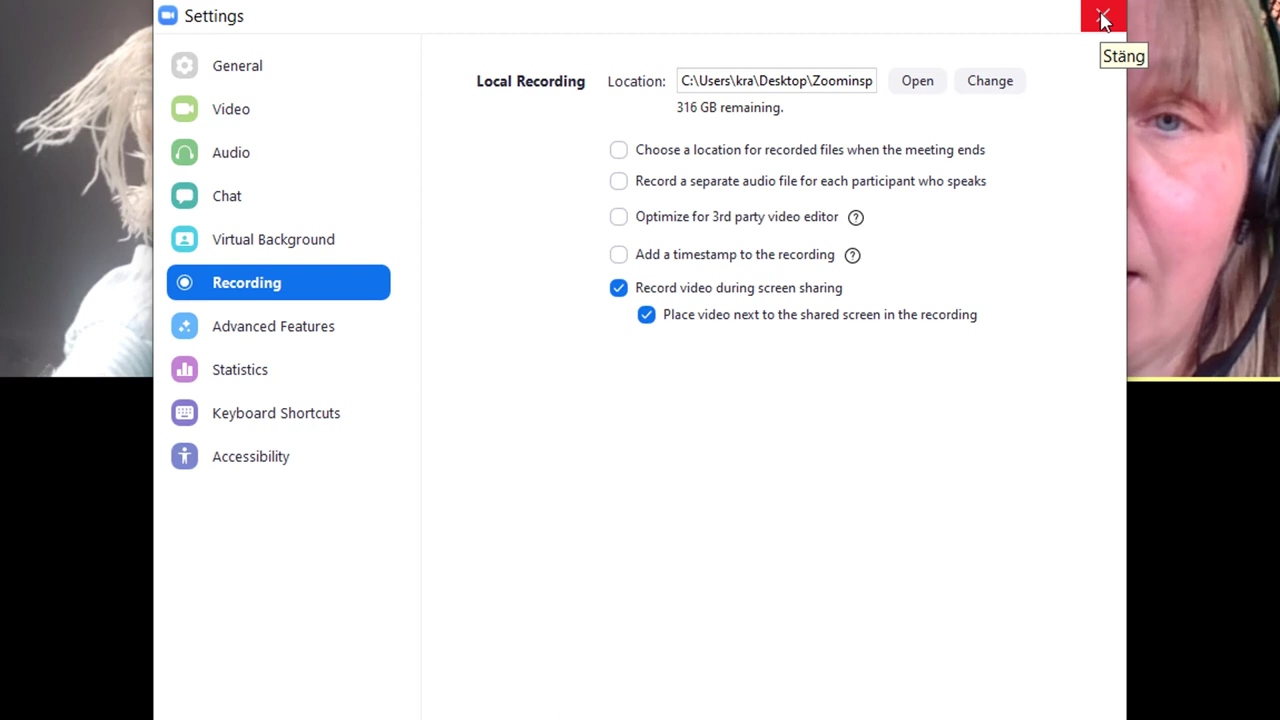 Settings
Stäng
General
Video
Audio
Chat
Virtual Background
Recording
Advanced Features
Statistics
Keyboard Shortcuts
Accessibility
Local Recording Location: C:\Users\kra\Desktop\Zoominsp Open Change
316 GB remaining.
Choose a location for recorded files when the meeting ends
Record a separate audio file for each participant who speaks
Optimize for 3rd party video editor ?
Add a timestamp to the recording ?
Record video during screen sharing
Place video next to the shared screen in the recording